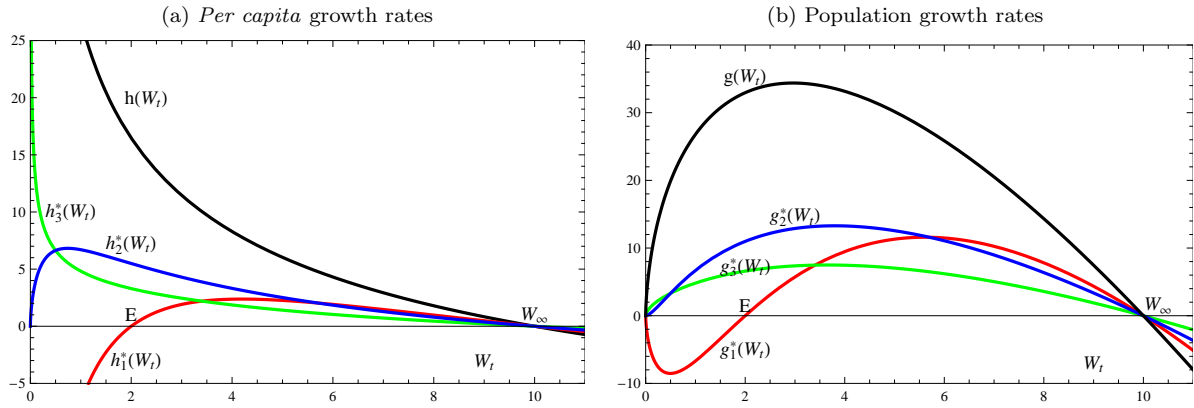 (a) Per capita growth rates
25
20
15
10
5
0
−5
0
2
4
6
8
10
h(W_t)
h_3^*(W_t)
h_2^*(W_t)
E
h_1^*(W_t)
W_∞
W_t
(b) Population growth rates
40
30
20
10
0
−10
0
2
4
6
8
10
g(W_t)
g_2^*(W_t)
g_3^*(W_t)
E
g_1^*(W_t)
W_∞
W_t